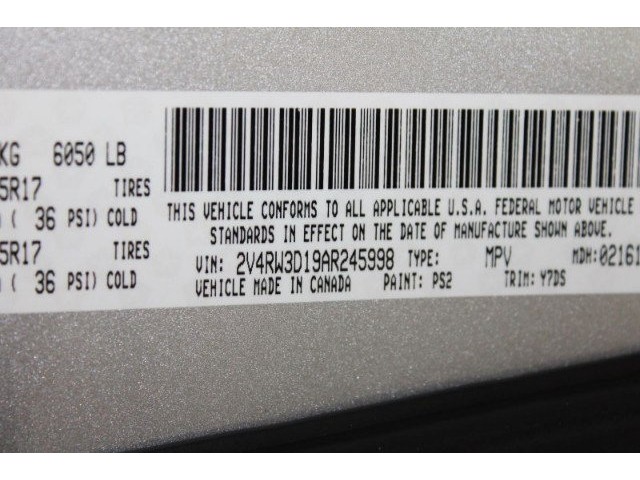 KG 6050 LB
5R17 TIRES
( 36 PSI) COLD
5R17 TIRES
( 36 PSI) COLD
THIS VEHICLE CONFORMS TO ALL APPLICABLE U.S.A. FEDERAL MOTOR VEHICLE
STANDARDS IN EFFECT ON THE DATE OF MANUFACTURE SHOWN ABOVE.
VIN: 2V4RW3D19AR245998 TYPE: MPV MDH: 02161
VEHICLE MADE IN CANADA PAINT: PS2 TRIM: Y7DS